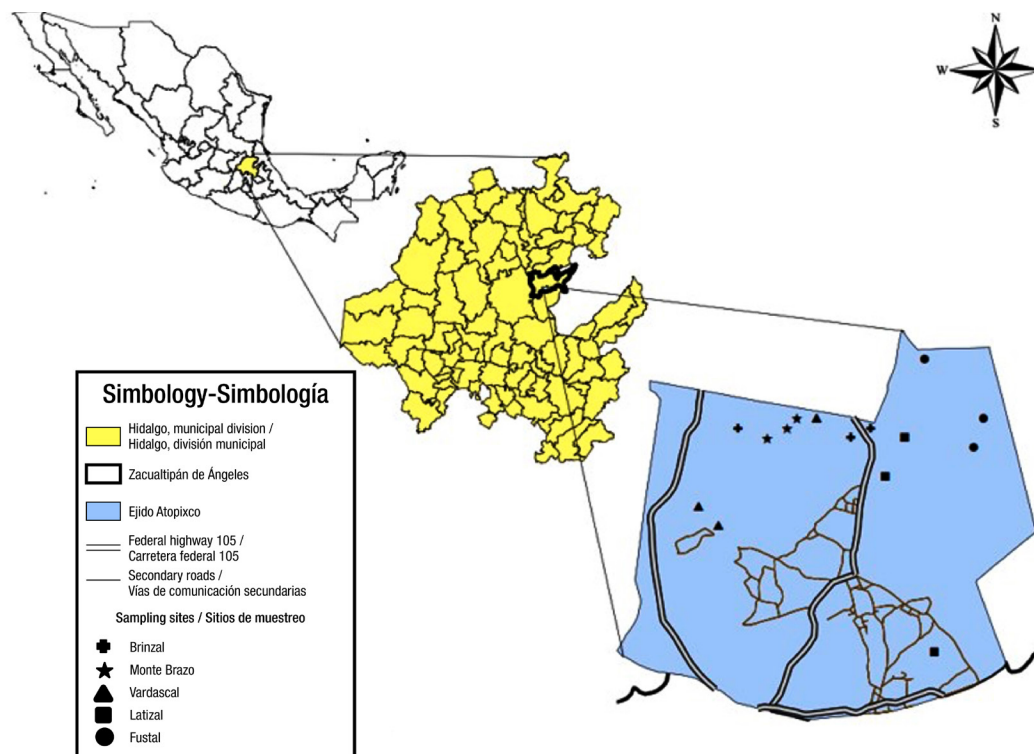 N
W
E
S
Simbology-Simbología
Hidalgo, municipal division /
Hidalgo, división municipal
Zacualtipán de Ángeles
Ejido Atopixco
Federal highway 105 /
Carretera federal 105
Secondary roads /
Vías de comunicación secundarias
Sampling sites / Sitios de muestreo
Brinzal
Monte Brazo
Vardascal
Latizal
Fustal